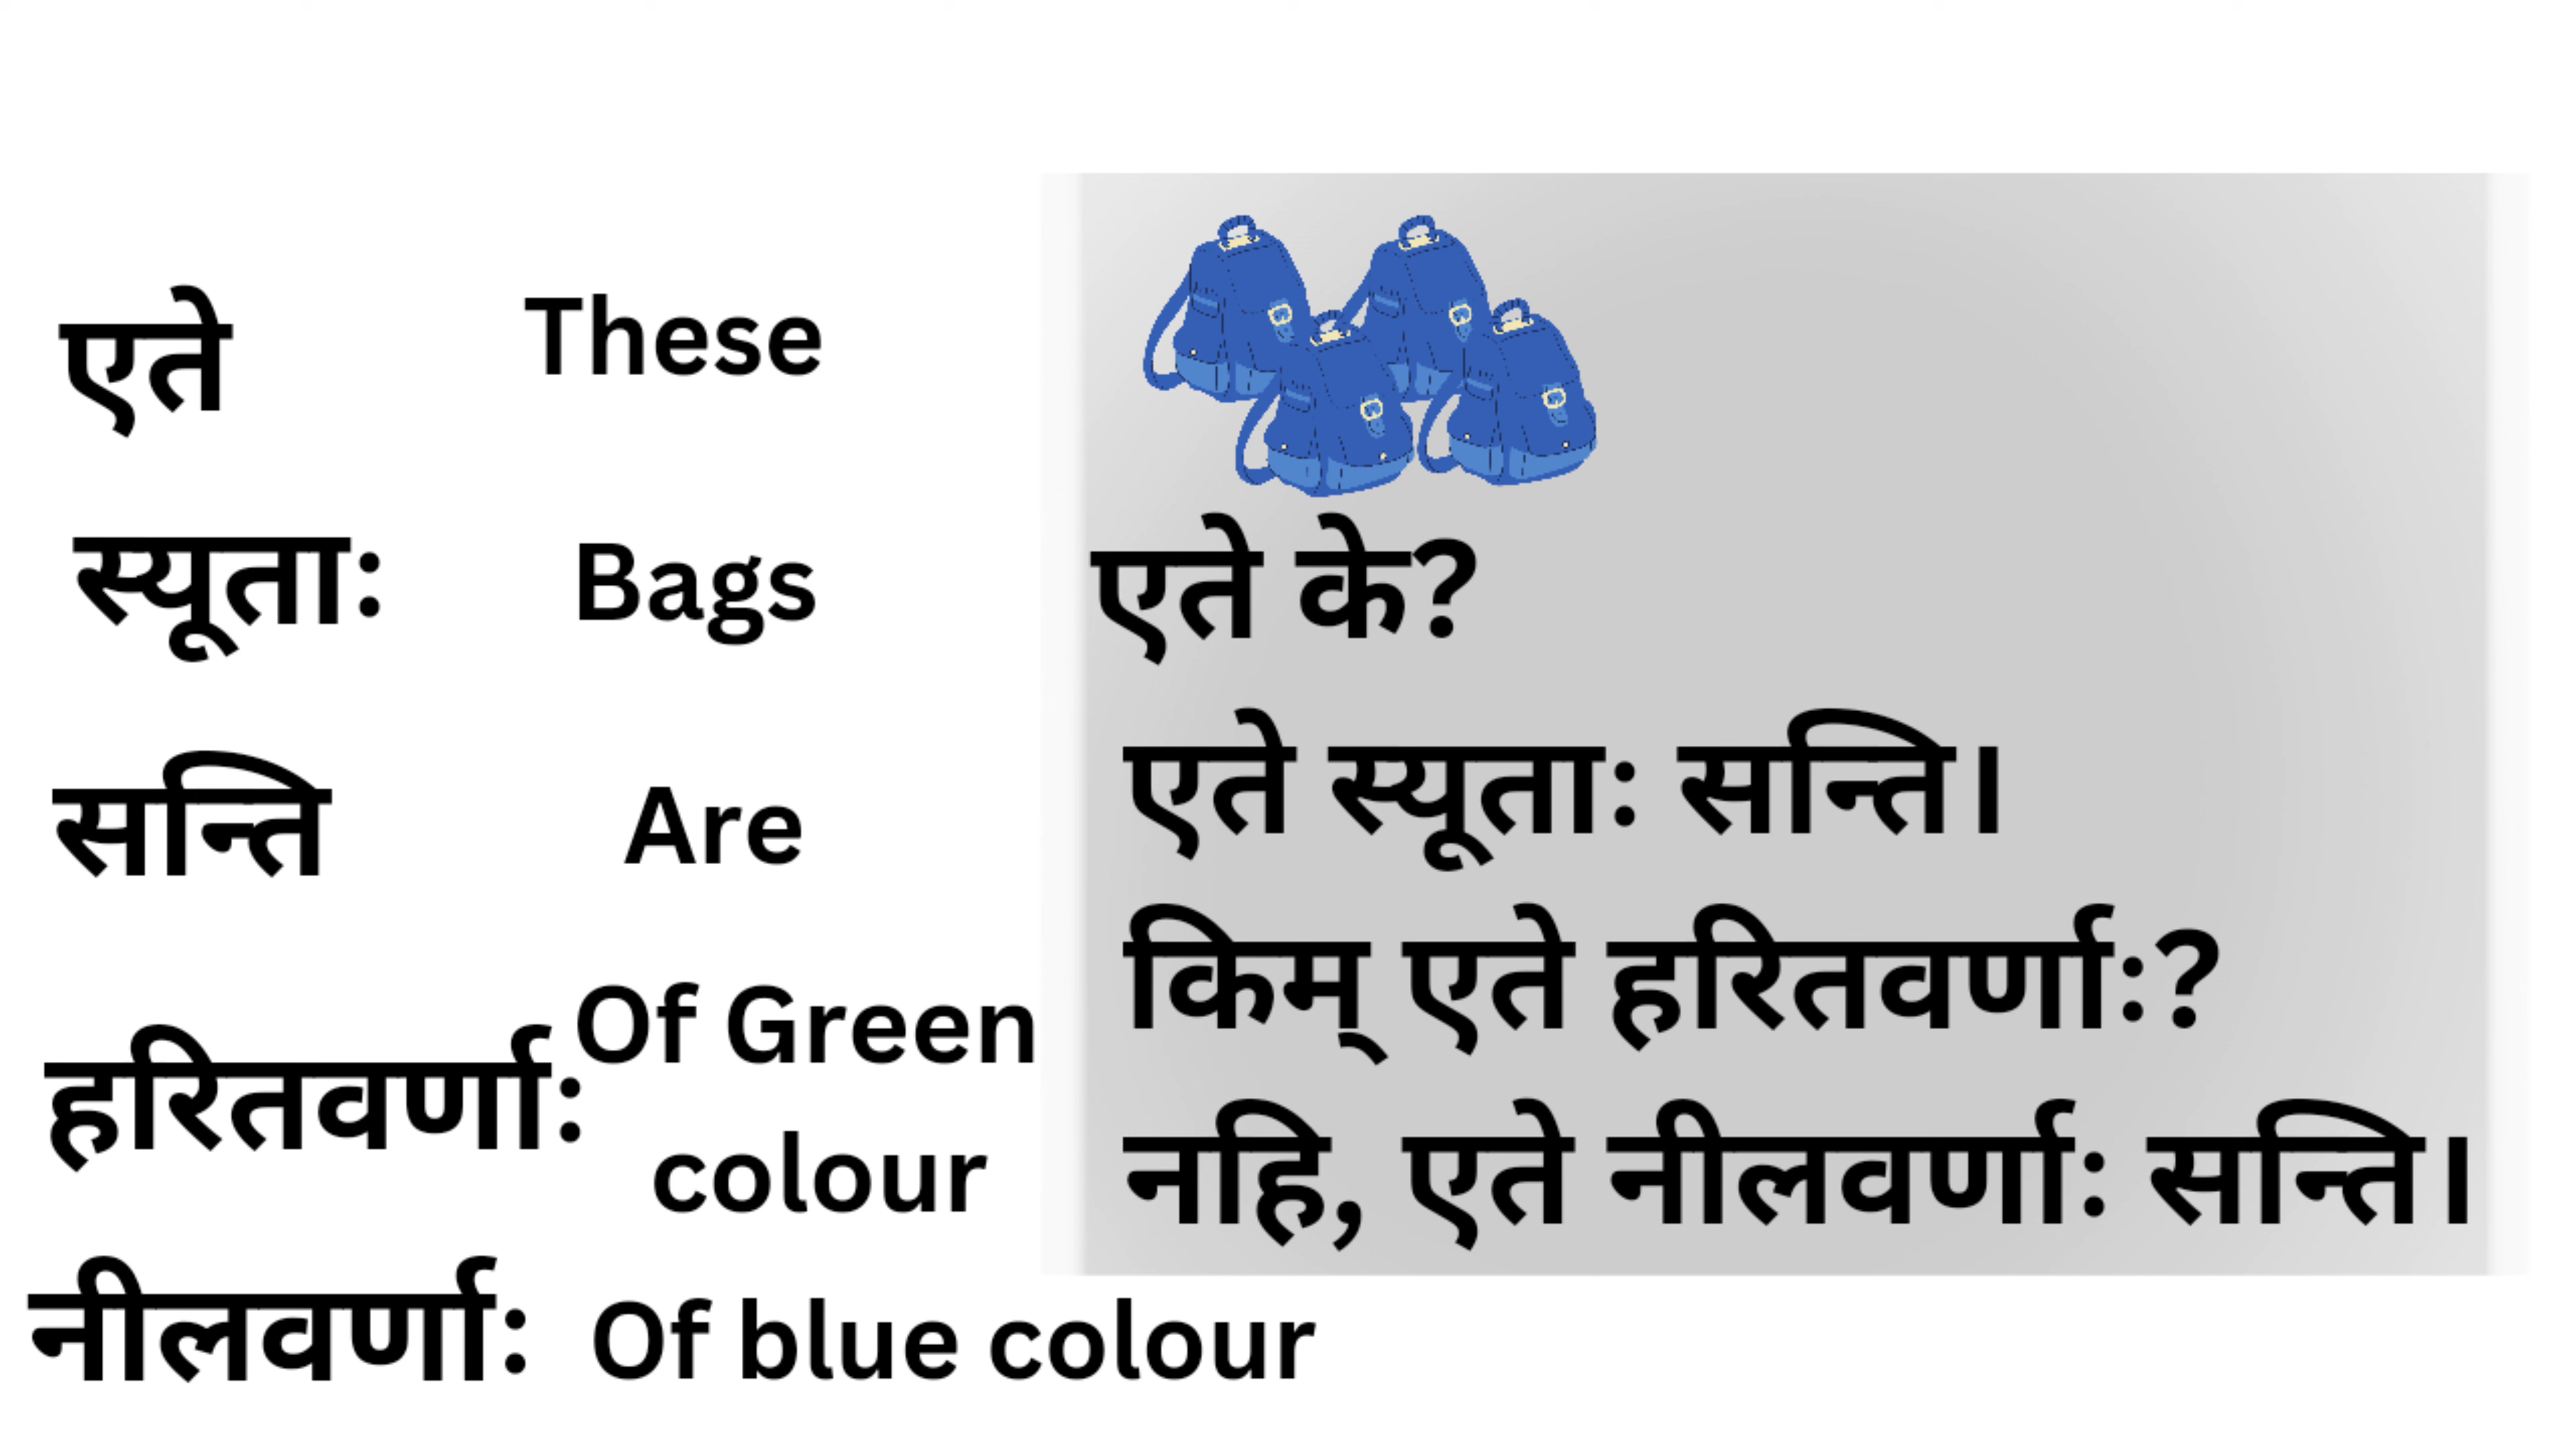 एते These
स्यूताः Bags
सन्ति Are
हरितवर्णाः Of Green
colour
नीलवर्णाः Of blue colour
एते के?
एते स्यूताः सन्ति।
किम् एते हरितवर्णाः?
नहि, एते नीलवर्णाः सन्ति।